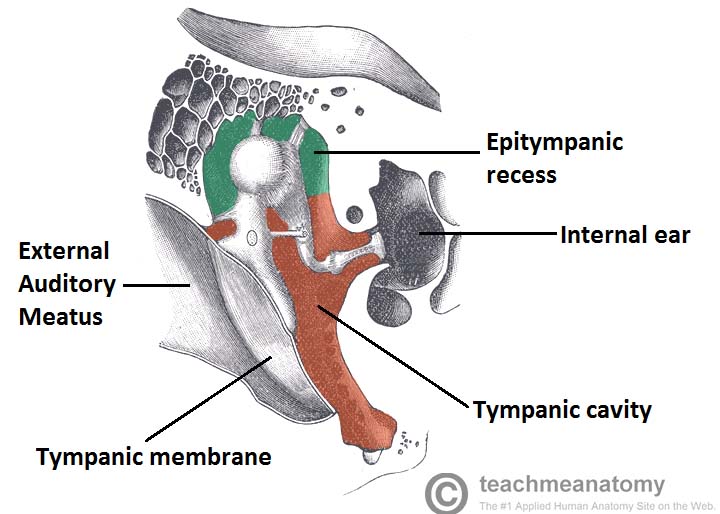 Epitympanic
recess
Internal ear
External
Auditory
Meatus
Tympanic cavity
Tympanic membrane
© teachmeanatomy
The #1 Applied Human Anatomy Site on the Web.